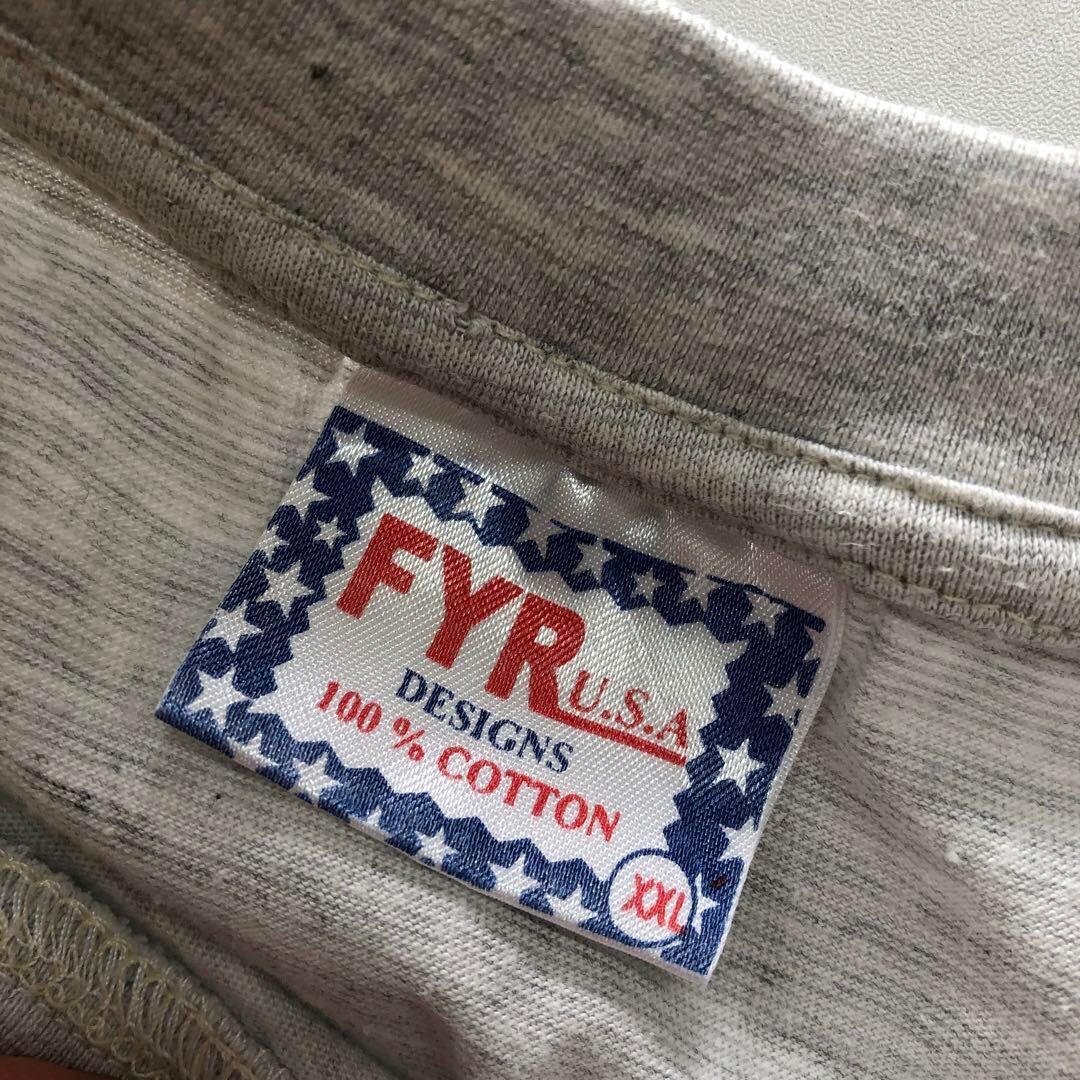 FYR U.S.A
DESIGNS
100 % COTTON
XXL